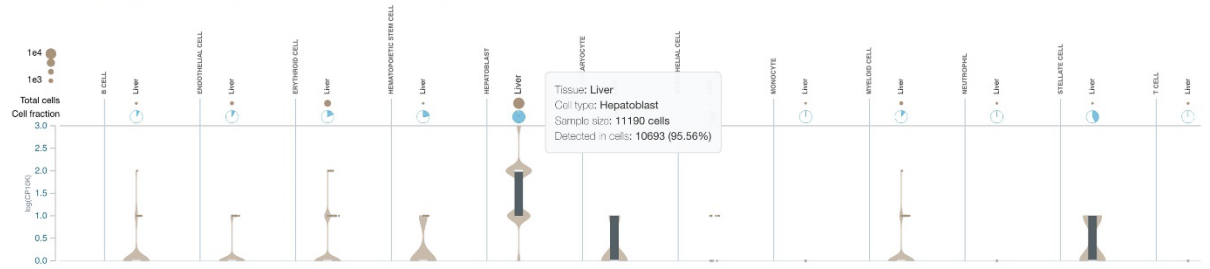 1e4
1e3
Total cells
Cell fraction
B CELL
Liver
ENDOTHELIAL CELL
Liver
ERYTHROID CELL
Liver
HEMATOPOIETIC STEM CELL
Liver
HEPATOBLAST
Liver
ARYOCYTE
HELIAL CELL
MONOCYTE
Liver
MYELOID CELL
Liver
NEUTROPHIL
Liver
STELLATE CELL
Liver
T CELL
Liver
Tissue: Liver
Cell type: Hepatoblast
Sample size: 11190 cells
Detected in cells: 10693 (95.56%)
log(CP10K)
3.0
2.5
2.0
1.5
1.0
0.5
0.0